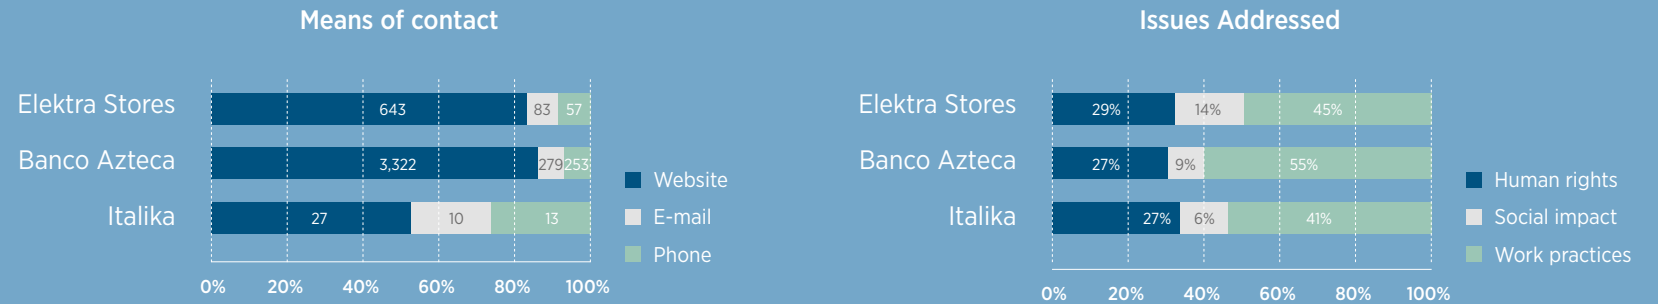 Means of contact
Elektra Stores 643 83 57
Banco Azteca 3,322 279 253
Italika 27 10 13
0% 20% 40% 60% 80% 100%
Website
E-mail
Phone
Issues Addressed
Elektra Stores 29% 14% 45%
Banco Azteca 27% 9% 55%
Italika 27% 6% 41%
0% 20% 40% 60% 80% 100%
Human rights
Social impact
Work practices